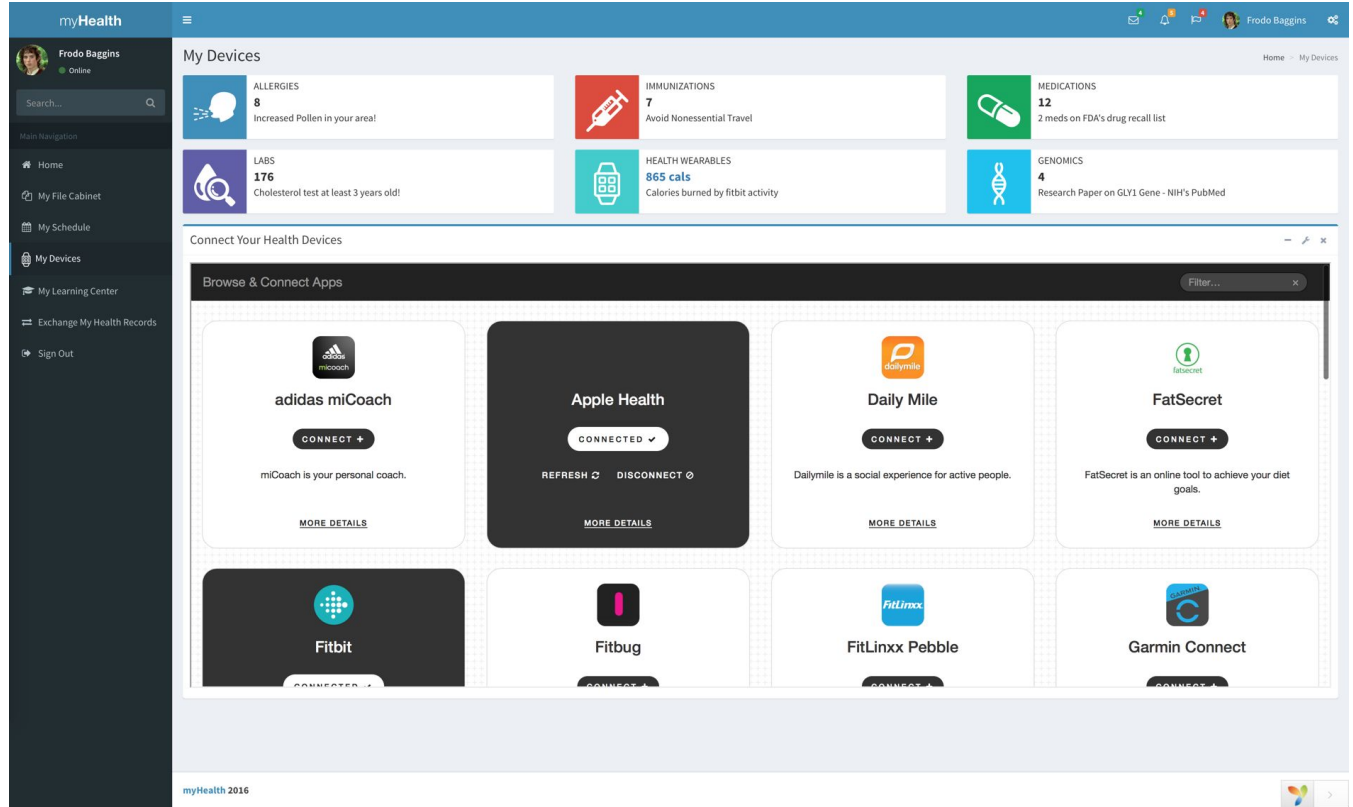 myHealth
4
4
Frodo Baggins
Frodo Baggins
Online
Search...
Main Navigation
Home
My File Cabinet
My Schedule
My Devices
My Learning Center
Exchange My Health Records
Sign Out
My Devices
Home
My Devices
ALLERGIES
8
Increased Pollen in your area!
IMMUNIZATIONS
7
Avoid Nonessential Travel
MEDICATIONS
12
2 meds on FDA's drug recall list
LABS
176
Cholesterol test at least 3 years old!
HEALTH WEARABLES
865 cals
Calories burned by fitbit activity
GENOMICS
4
Research Paper on GLY1 Gene - NIH's PubMed
Connect Your Health Devices
Browse & Connect Apps
Filter...
adidas
micoach
adidas miCoach
CONNECT +
miCoach is your personal coach.
MORE DETAILS
Apple Health
CONNECTED
REFRESH DISCONNECT
MORE DETAILS
dailymile
Daily Mile
CONNECT +
Dailymile is a social experience for active people.
MORE DETAILS
fatsecret
FatSecret
CONNECT +
FatSecret is an online tool to achieve your diet
goals.
MORE DETAILS
Fitbit
CONNECTED
Fitbug
CONNECT +
FitLinxx
FitLinxx Pebble
CONNECT +
GARMIN
Garmin Connect
CONNECT +
myHealth 2016